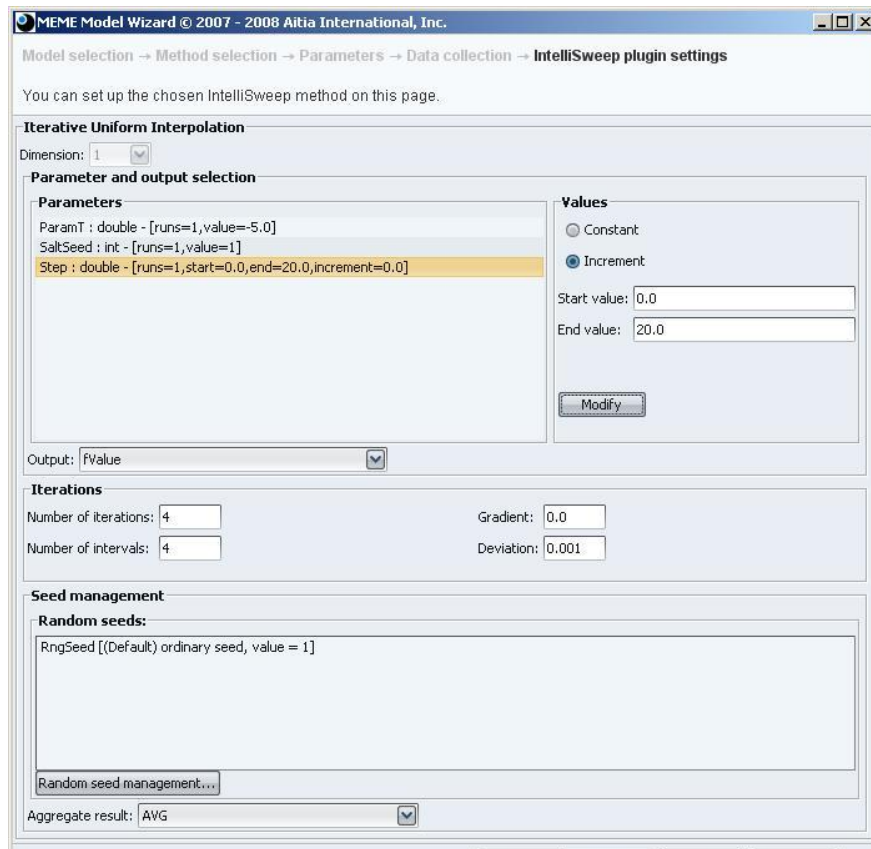 MEME Model Wizard © 2007 - 2008 Aitia International, Inc.
Model selection → Method selection → Parameters → Data collection → IntelliSweep plugin settings
You can set up the chosen IntelliSweep method on this page.
Iterative Uniform Interpolation
Dimension: 1
Parameter and output selection
Parameters
ParamT : double - [runs=1,value=-5.0]
SaltSeed : int - [runs=1,value=1]
Step : double - [runs=1,start=0.0,end=20.0,increment=0.0]
Values
Constant
Increment
Start value: 0.0
End value: 20.0
Modify
Output: fValue
Iterations
Number of iterations: 4
Gradient: 0.0
Number of intervals: 4
Deviation: 0.001
Seed management
Random seeds:
RngSeed [(Default) ordinary seed, value = 1]
Random seed management...
Aggregate result: AVG